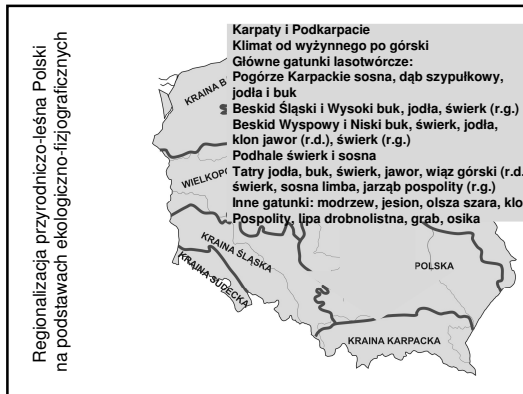 Regionalizacja przyrodniczo-leśna Polski
na podstawach ekologiczno-fizjograficznych
Karpaty i Podkarpacie
Klimat od wyżynnego po górski
Główne gatunki lasotwórcze:
Pogórze Karpackie sosna, dąb szypułkowy,
jodła i buk
Beskid Śląski i Wysoki buk, jodła, świerk (r.g.)
Beskid Wyspowy i Niski buk, świerk, jodła,
klon jawor (r.d.), świerk (r.g.)
Podhale świerk i sosna
Tatry jodła, buk, świerk, jawor, wiąz górski (r.d.
świerk, sosna limba, jarząb pospolity (r.g.)
Inne gatunki: modrzew, jesion, olsza szara, klo
Pospolity, lipa drobnolistna, grab, osika
KRAINA B
WIELKOPO
KRAINA ŚLĄSKA
KRAINA SUDECKA
POLSKA
KRAINA KARPACKA